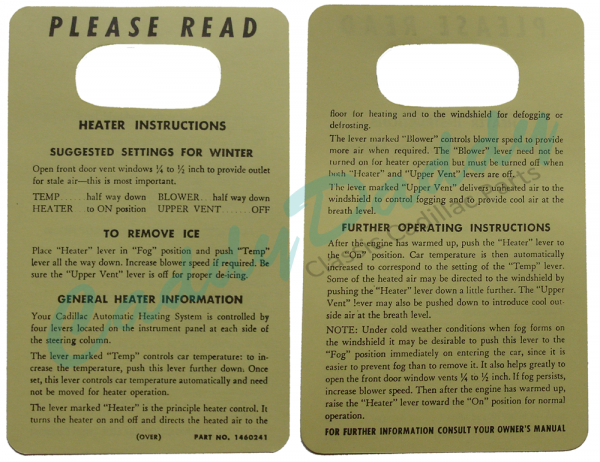 PLEASE READ
HEATER INSTRUCTIONS
SUGGESTED SETTINGS FOR WINTER
Open front door vent windows ¼ to ½ inch to provide outlet
for stale air—this is most important.
TEMP......half way down BLOWER...half way down
HEATER...to ON position UPPER VENT......OFF
TO REMOVE ICE
Place "Heater" lever in "Fog" position and push "Temp"
lever all the way down. Increase blower speed if required. Be
sure the "Upper Vent" lever is off for proper de-icing.
GENERAL HEATER INFORMATION
Your Cadillac Automatic Heating System is controlled by
four levers located on the instrument panel at each side of
the steering column.
The lever marked "Temp" controls car temperature: to in-
crease the temperature, push this lever further down. Once
set, this lever controls car temperature automatically and need
not be moved for heater operation.
The lever marked "Heater" is the principle heater control. It
turns the heater on and off and directs the heated air to the
(OVER) PART NO. 1460241
PLEASE READ
floor for heating and to the windshield for defogging or
defrosting.
The lever marked "Blower" controls blower speed to provide
more air when required. The "Blower" lever need not be
turned on for heater operation but must be turned off when
both "Heater" and "Upper Vent" levers are off.
The lever marked "Upper Vent" delivers unheated air to the
windshield to control fogging and to provide cool air at the
breath level.
FURTHER OPERATING INSTRUCTIONS
After the engine has warmed up, push the "Heater" lever to
the "On" position. Car temperature is then automatically
increased to correspond to the setting of the "Temp" lever.
Some of the heated air may be directed to the windshield by
pushing the "Heater" lever down a little further. The "Upper
Vent" lever may also be pushed down to introduce cool out-
side air at the breath level.
NOTE: Under cold weather conditions when fog forms on
the windshield it may be desirable to push this lever to the
"Fog" position immediately on entering the car, since it is
easier to prevent fog than to remove it. It also helps greatly to
open the front door window vents ¼ to ½ inch. If fog persists,
increase blower speed. Then after the engine has warmed up,
raise the "Heater" lever toward the "On" position for normal
operation.
FOR FURTHER INFORMATION CONSULT YOUR OWNER'S MANUAL
Caddy Daddy
Classic Cadillac Parts